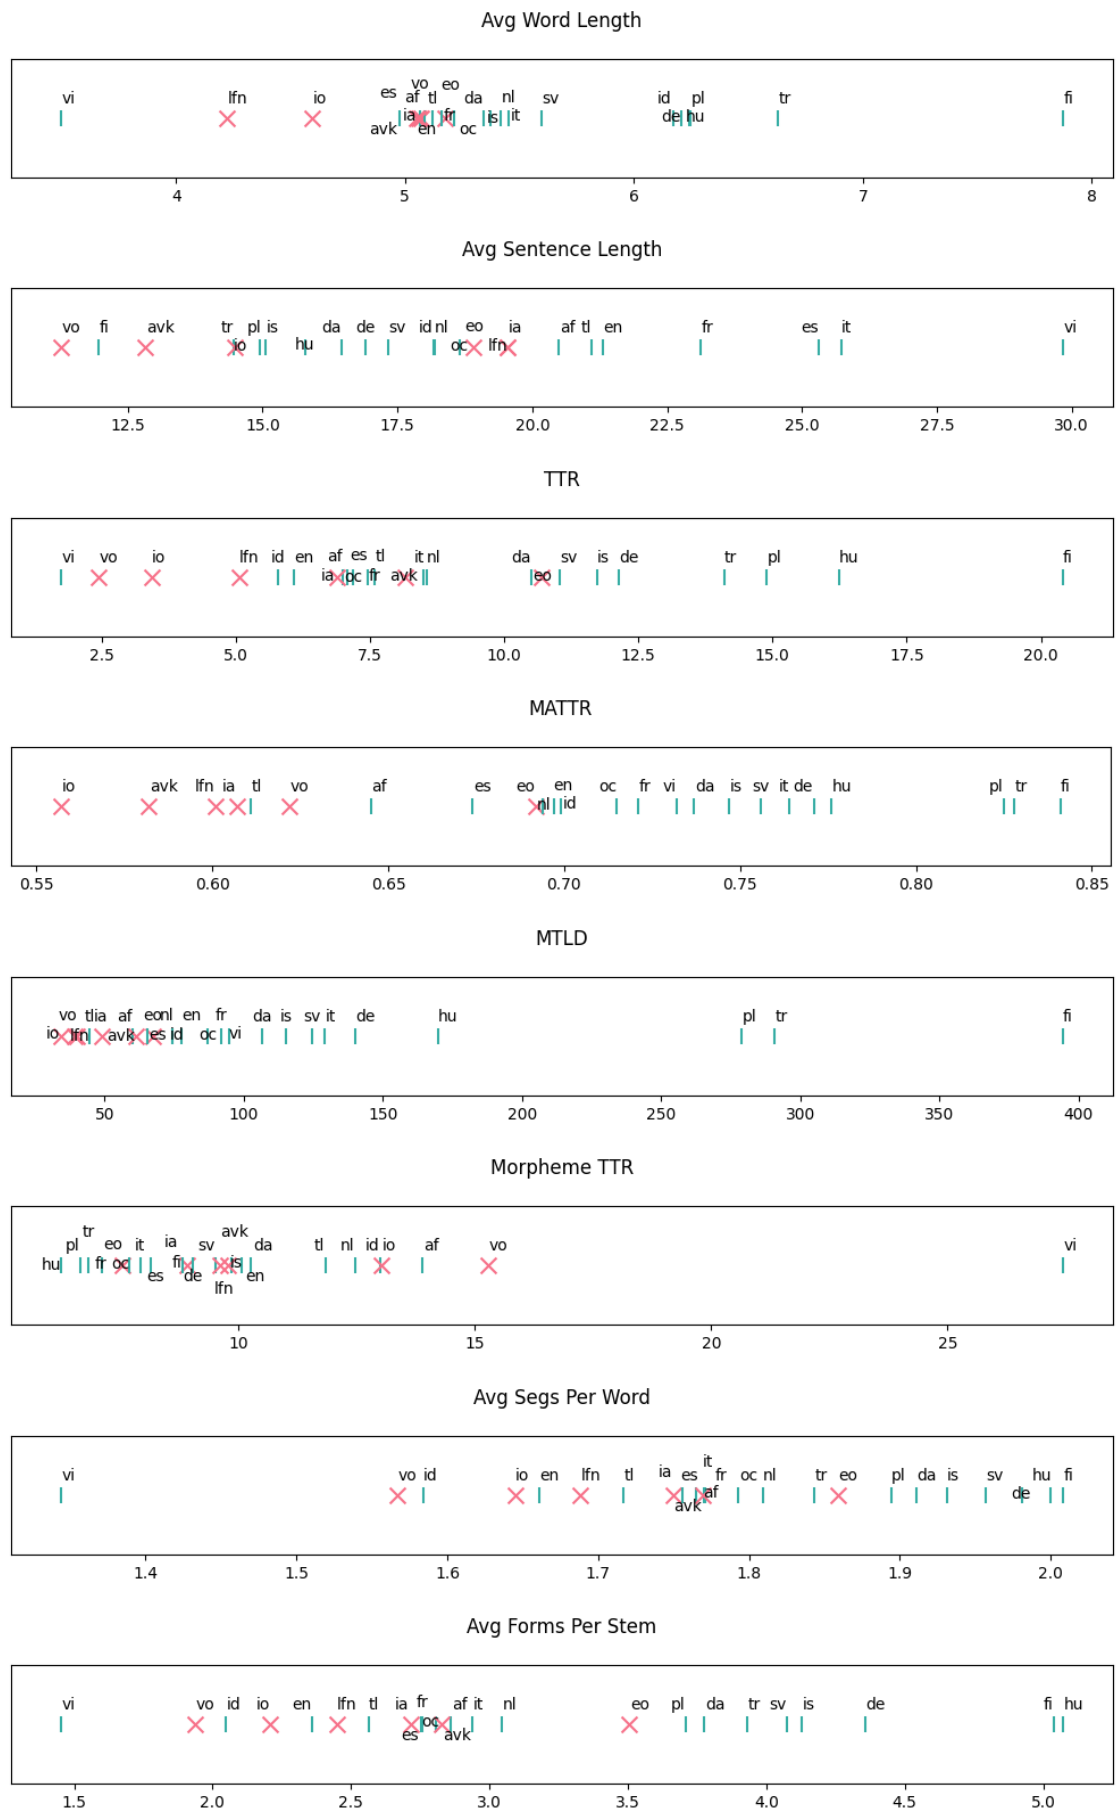 Avg Word Length
vo eo
es af tl da nl
vi lfn io sv id pl tr fi
ia fr is it de hu
avk en oc
4 5 6 7 8
Avg Sentence Length
vo fi avk tr pl is da de sv id nl eo ia af tl en fr es it vi
io hu oc lfn
12.5 15.0 17.5 20.0 22.5 25.0 27.5 30.0
TTR
vi vo io lfn id en af es tl it nl da sv is de tr pl hu fi
ia oc fr avk eo
2.5 5.0 7.5 10.0 12.5 15.0 17.5 20.0
MATTR
io avk lfn ia tl vo af es eo en oc fr vi da is sv it de hu pl tr fi
nl id
0.55 0.60 0.65 0.70 0.75 0.80 0.85
MTLD
vo tl ia af eo nl en fr da is sv it de hu pl tr fi
io lfn avk es id oc vi
50 100 150 200 250 300 350 400
Morpheme TTR
tr avk
pl eo it ia sv da tl nl id io af vo vi
hu fr oc fi is
es de en
lfn
10 15 20 25
Avg Segs Per Word
it
vi vo id io en lfn tl ia es fr oc nl tr eo pl da is sv hu fi
avk af de
1.4 1.5 1.6 1.7 1.8 1.9 2.0
Avg Forms Per Stem
vi vo id io en lfn tl ia fr af it nl eo pl da tr sv is de fi hu
oc
es avk
1.5 2.0 2.5 3.0 3.5 4.0 4.5 5.0